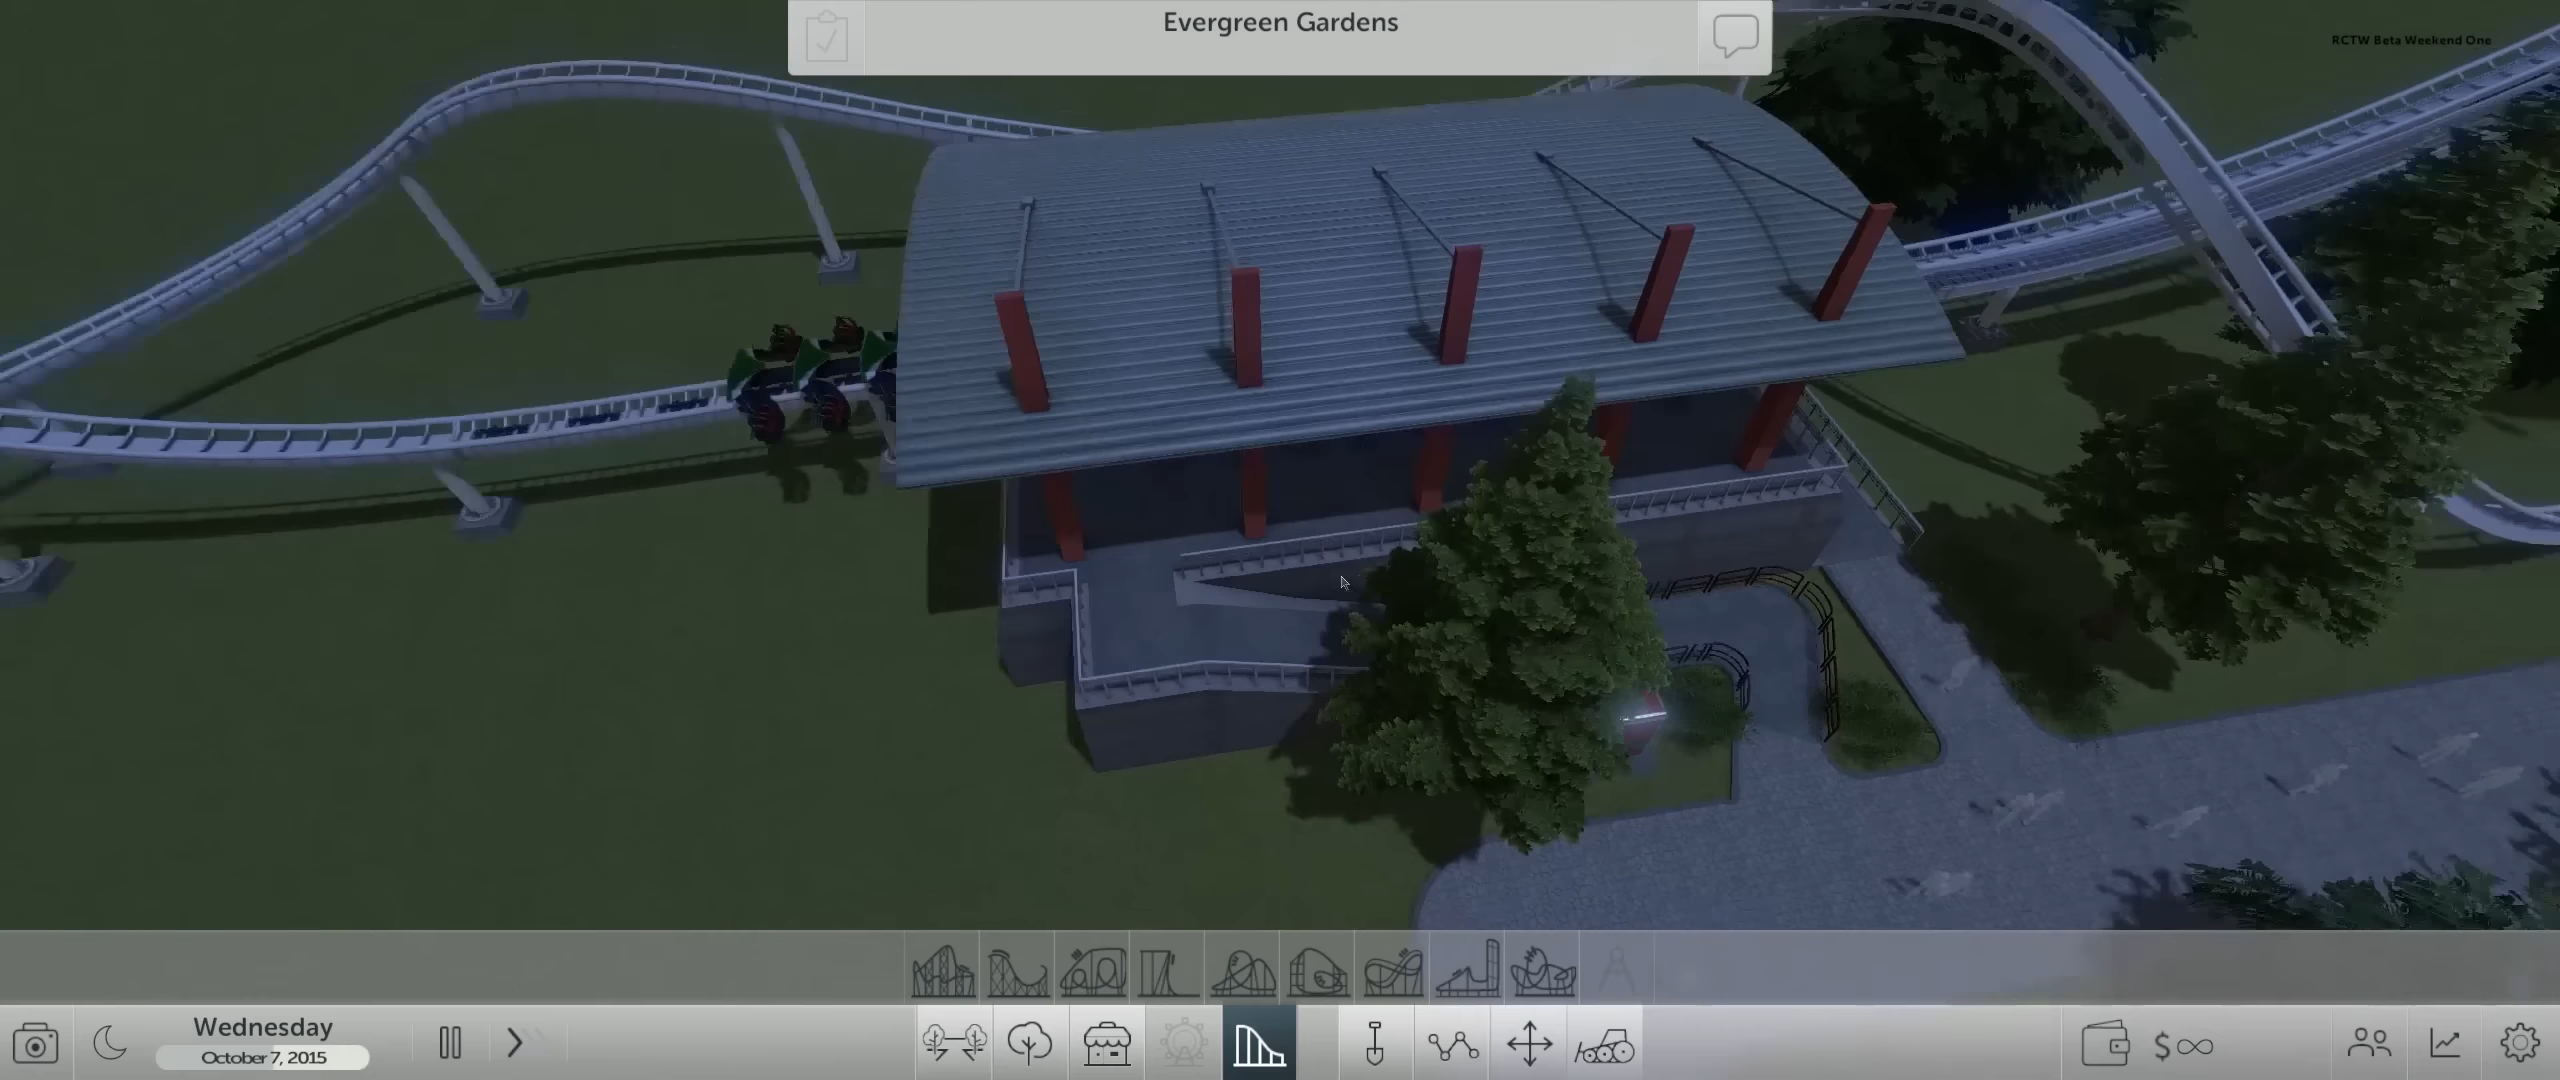 Evergreen Gardens
RCTW Beta Weekend One
Wednesday
October 7, 2015
$∞